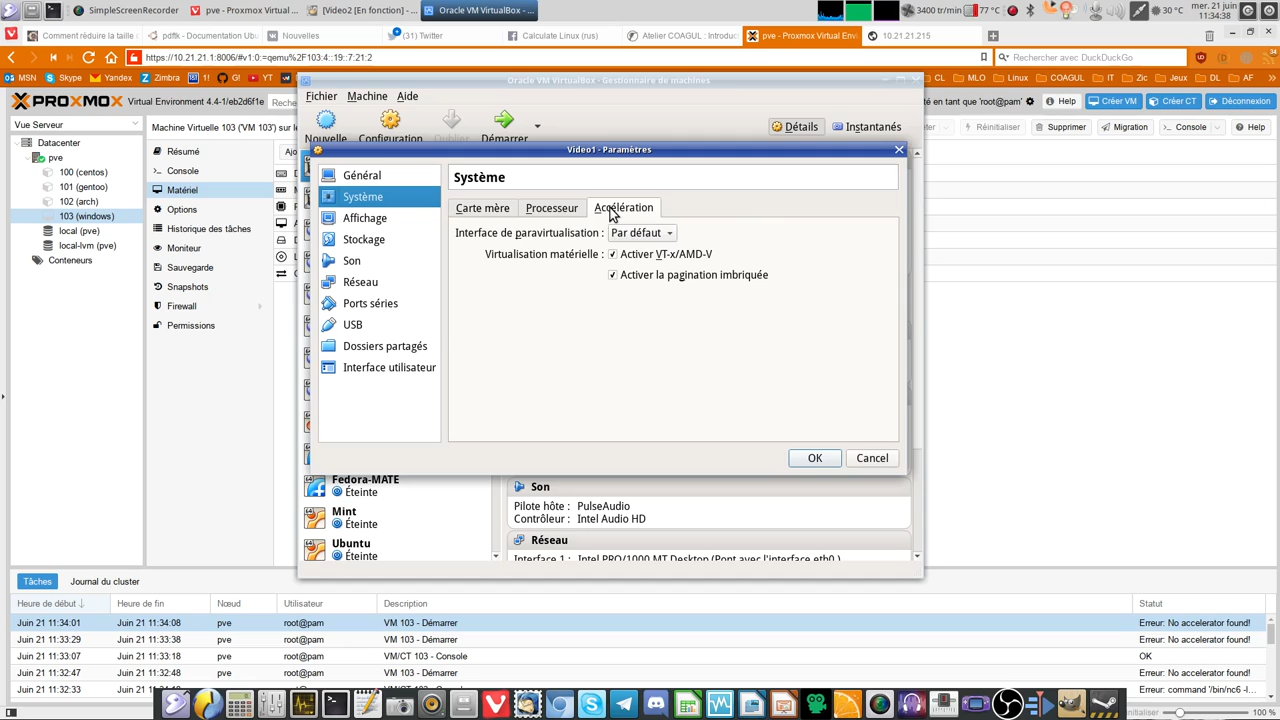 SimpleScreenRecorder
pve - Proxmox Virtual ...
[Video2 [En fonction] - ...
Oracle VM VirtualBox - ...
3400 tr/min
77 °C
30 °C
mer. 21 juin
11:34:38
Comment réduire la taille
pdftk - Documentation Ubu
Nouvelles
(31) Twitter
Calculate Linux (rus)
Atelier COAGUL : Introdu
pve - Proxmox Virtual Envi
10.21.21.215
https://10.21.21.1:8006/#v1:0:=qemu%2F103:4::19::7:21:2
Rechercher avec DuckDuckGo
MSN
Skype
Yandex
Zimbra
1!
G!
Y!
YT
CL
MLO
Linux
COAGUL
IT
Zic
Jeux
DL
AF
PROXMOX
Virtual Environment 4.4-1/eb2d6f1e
Reche
té en tant que 'root@pam'
Help
Créer VM
Créer CT
Déconnexion
Vue Serveur
Machine Virtuelle 103 ('VM 103') sur le
Réinitialiser
Supprimer
Migration
Console
Help
Datacenter
pve
100 (centos)
101 (gentoo)
102 (arch)
103 (windows)
local (pve)
local-lvm (pve)
Conteneurs
Résumé
Console
Matériel
Options
Historique des tâches
Moniteur
Sauvegarde
Snapshots
Firewall
Permissions
Ajo
Oracle VM VirtualBox - Gestionnaire de machines
Fichier
Machine
Aide
Nouvelle
Configuration
Oublier
Démarrer
Détails
Instantanés
Video1 - Paramètres
Général
Système
Affichage
Stockage
Son
Réseau
Ports séries
USB
Dossiers partagés
Interface utilisateur
Système
Carte mère
Processeur
Accélération
Interface de paravirtualisation :
Par défaut
Virtualisation matérielle :
Activer VT-x/AMD-V
Activer la pagination imbriquée
OK
Cancel
Fedora-MATE
Éteinte
Mint
Éteinte
Ubuntu
Éteinte
Son
Pilote hôte : PulseAudio
Contrôleur : Intel Audio HD
Réseau
Interface 1 : Intel PRO/1000 MT Desktop (Pont avec l'interface eth0 )
Tâches
Journal du cluster
Heure de début
Heure de fin
Nœud
Utilisateur
Description
Statut
Juin 21 11:34:01
Juin 21 11:34:08
pve
root@pam
VM 103 - Démarrer
Erreur: No accelerator found!
Juin 21 11:33:29
Juin 21 11:33:38
pve
root@pam
VM 103 - Démarrer
Erreur: No accelerator found!
Juin 21 11:33:07
Juin 21 11:33:18
pve
root@pam
VM/CT 103 - Console
OK
Juin 21 11:32:47
Juin 21 11:32:48
pve
root@pam
VM 103 - Démarrer
Erreur: No accelerator found!
Juin 21 11:32:33
Erreur: command '/bin/nc6 -l...
initialiser
100 %